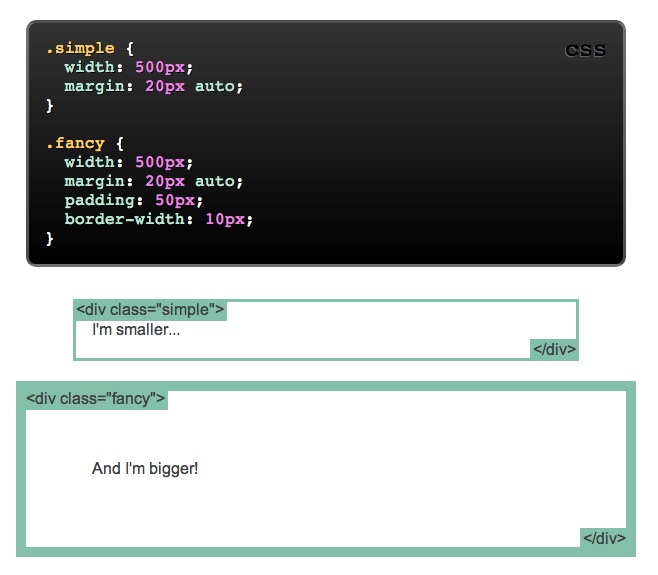 CSS
.simple {
  width: 500px;
  margin: 20px auto;
}

.fancy {
  width: 500px;
  margin: 20px auto;
  padding: 50px;
  border-width: 10px;
}
<div class="simple">
I'm smaller...
</div>
<div class="fancy">
And I'm bigger!
</div>